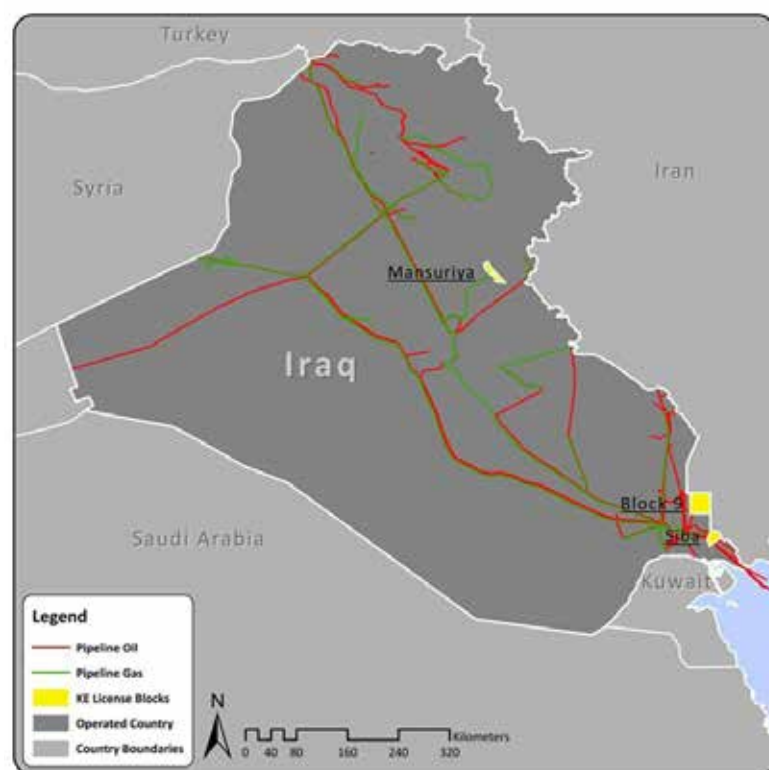 Turkey
Syria
Iran
Mansuriya
Iraq
Block 9
Siba
Saudi Arabia
Kuwait
Legend
Pipeline Oil
Pipeline Gas
KE License Blocks
Operated Country
Country Boundaries
N
Kilometers
0 40 80 160 240 320